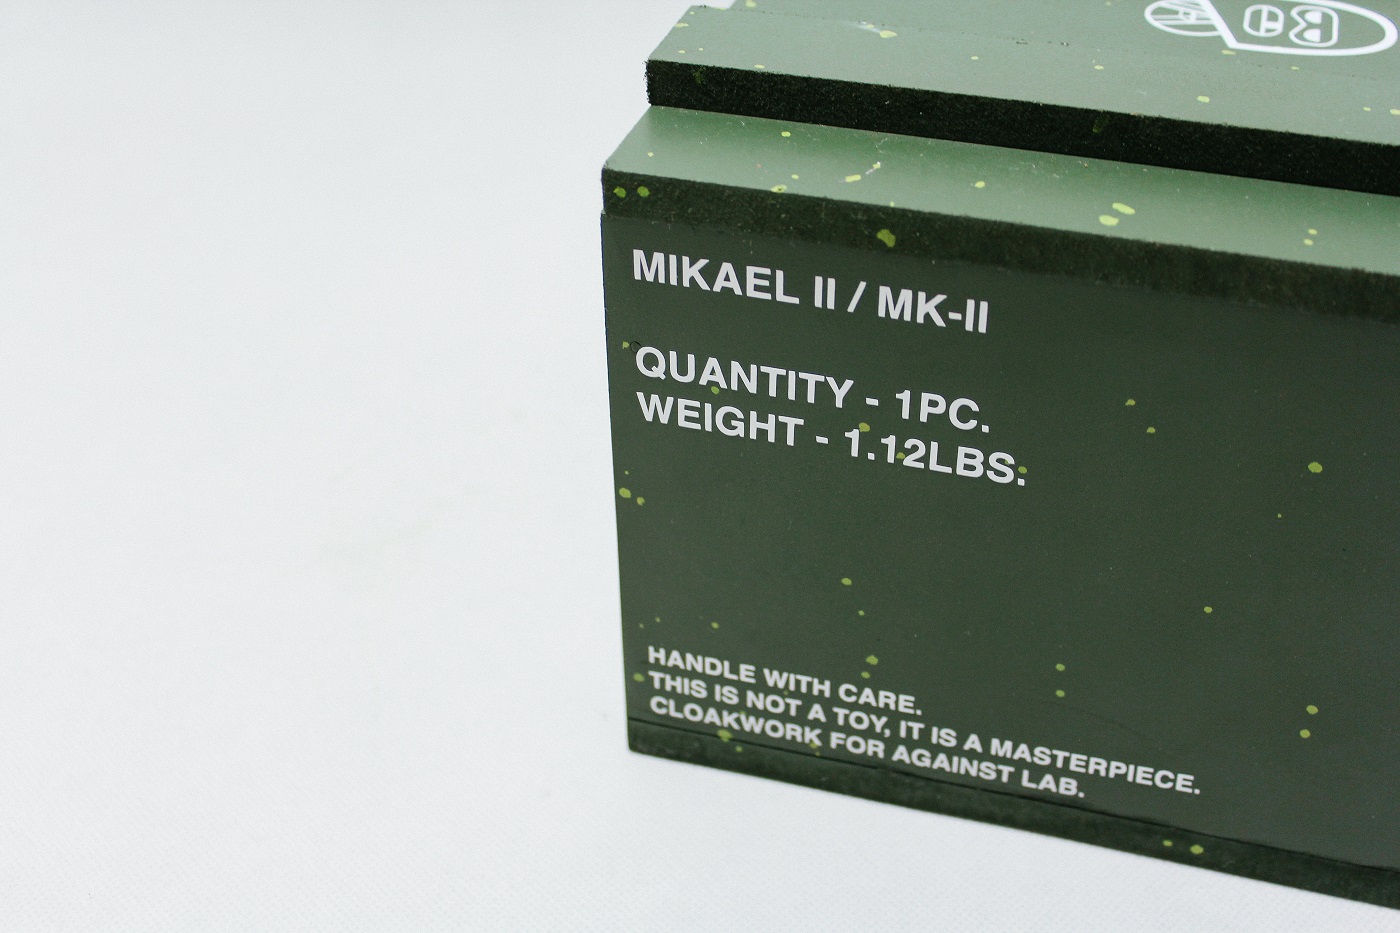 MIKAEL II / MK-II
QUANTITY - 1PC.
WEIGHT - 1.12LBS.
HANDLE WITH CARE.
THIS IS NOT A TOY, IT IS A MASTERPIECE.
CLOAKWORK FOR AGAINST LAB.